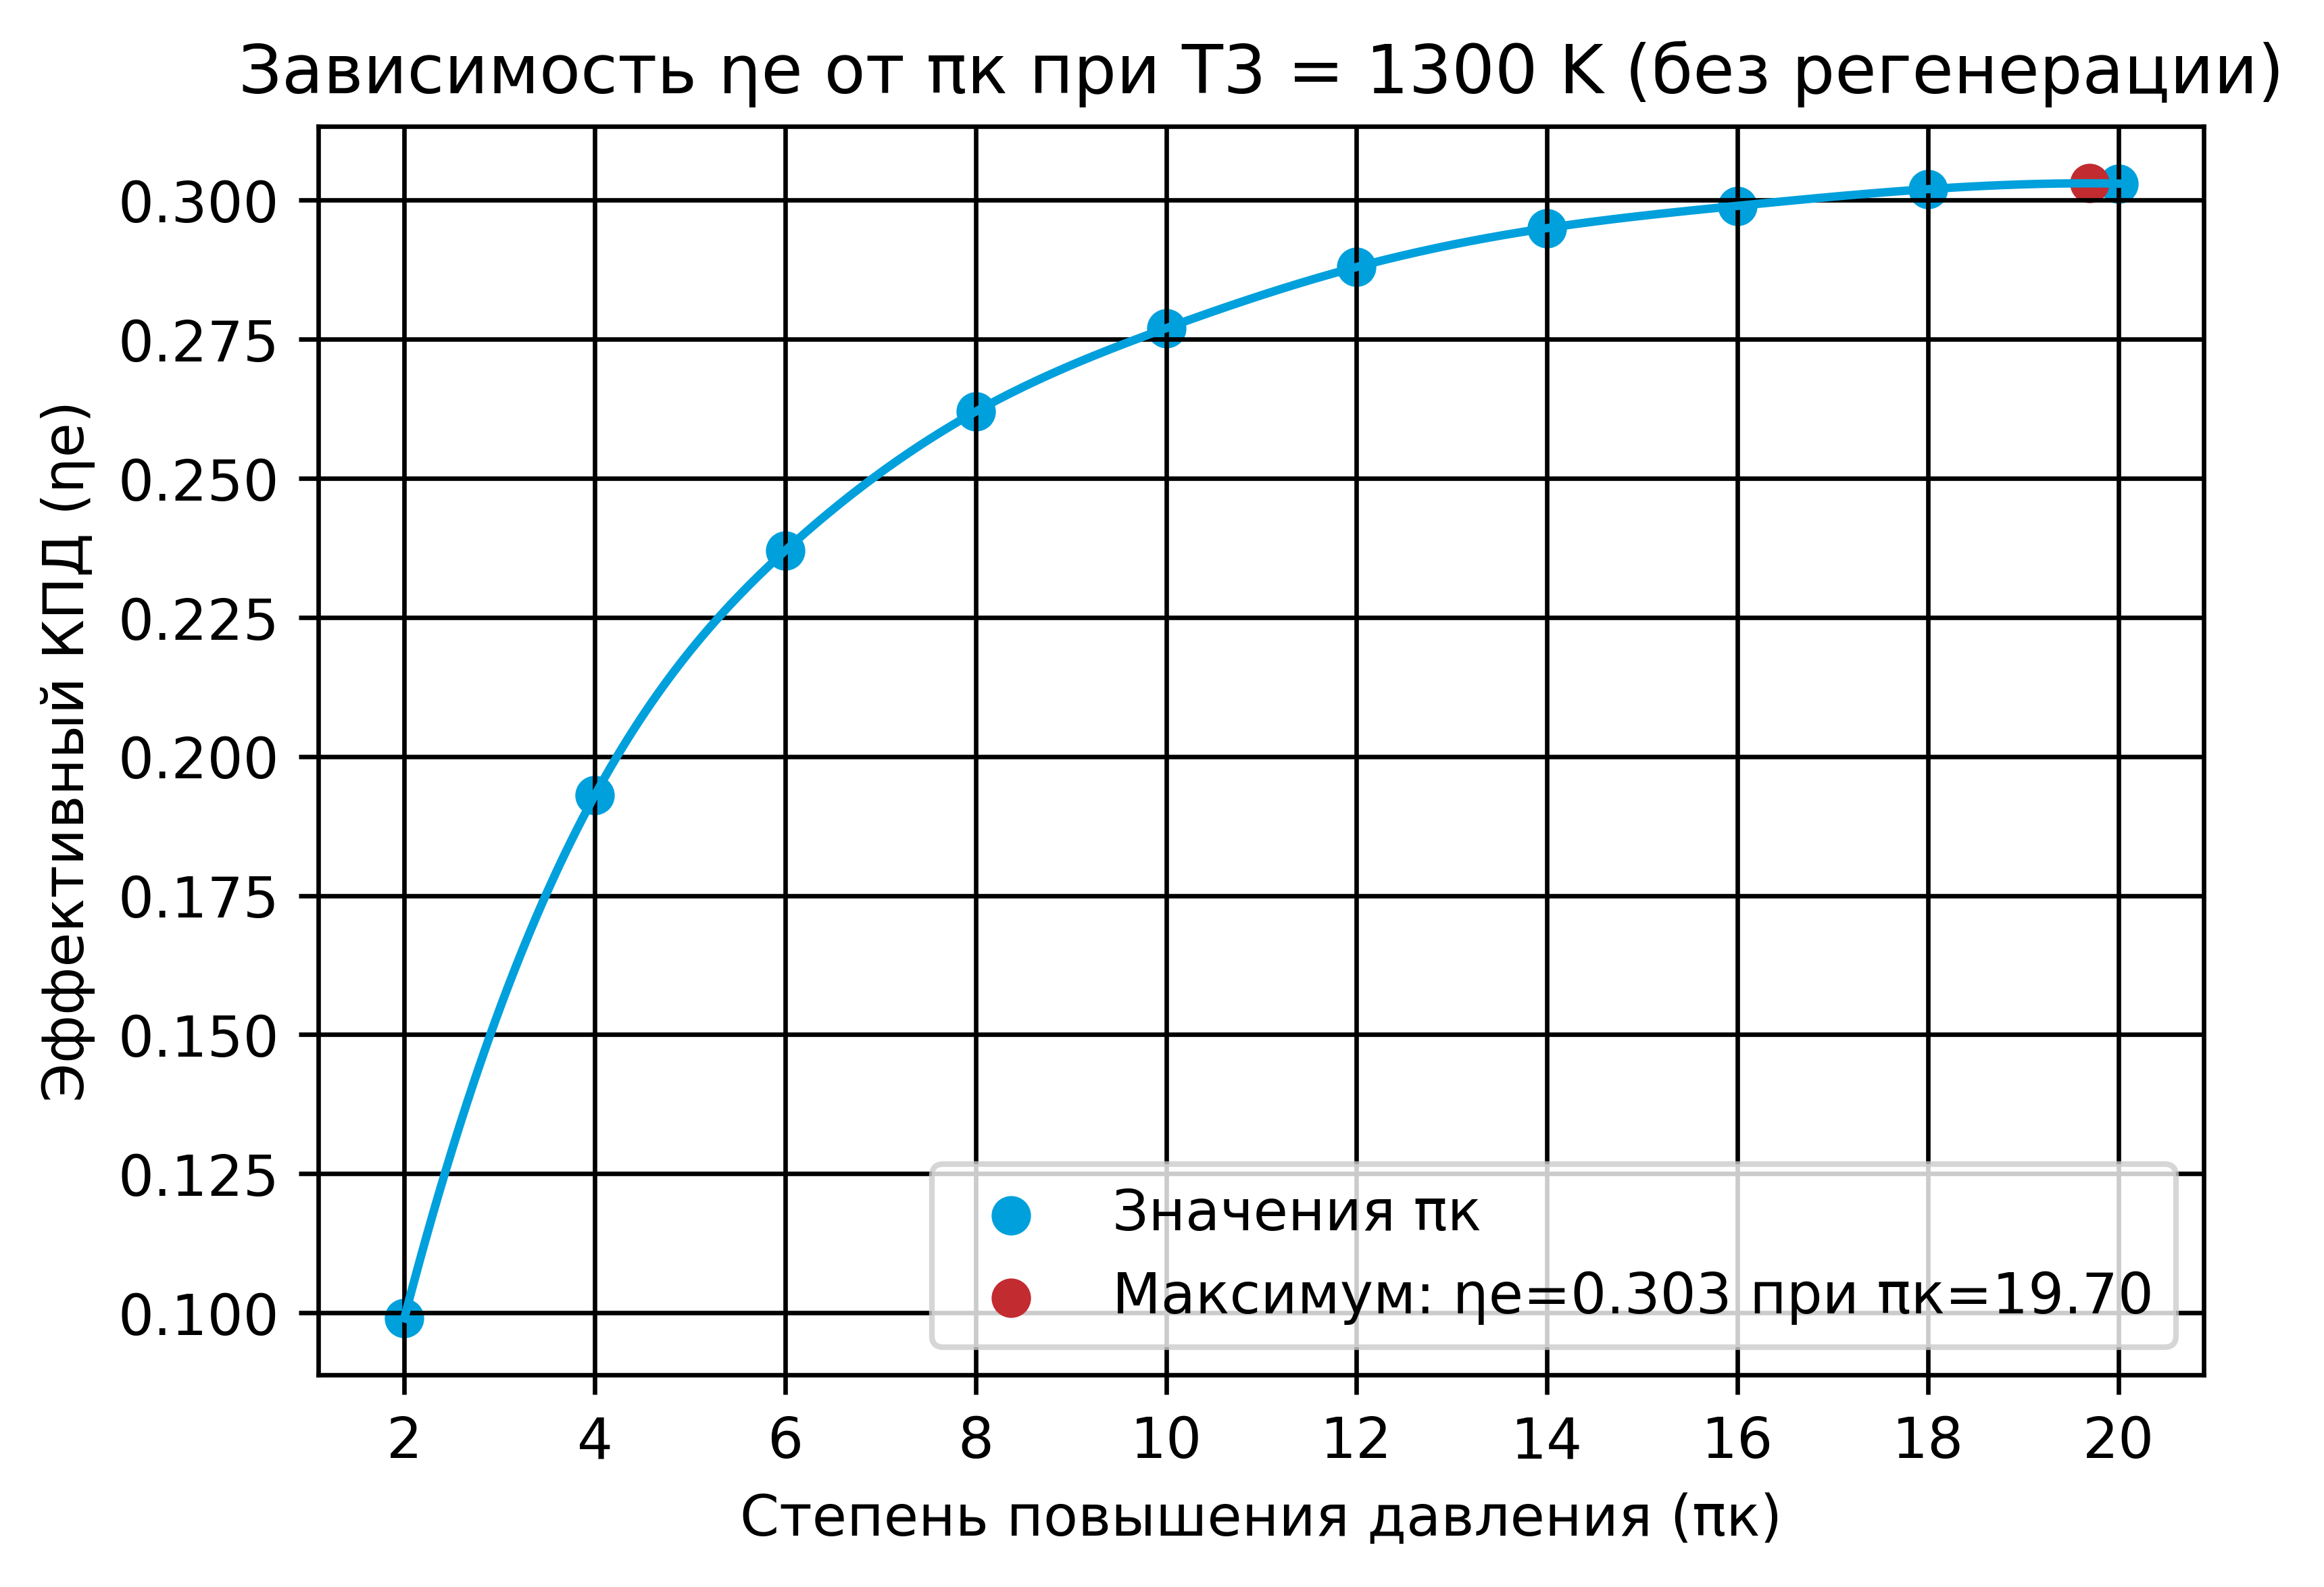 Зависимость ηe от πк при T3 = 1300 K (без регенерации)
Эффективный КПД (ηe)
0.300
0.275
0.250
0.225
0.200
0.175
0.150
0.125
0.100
Значения πк
Максимум: ηe=0.303 при πк=19.70
2 4 6 8 10 12 14 16 18 20
Степень повышения давления (πк)